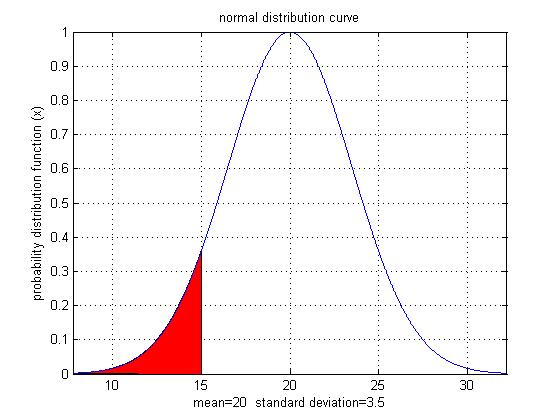 normal distribution curve
probability distribution function (x)
1
0.9
0.8
0.7
0.6
0.5
0.4
0.3
0.2
0.1
0
10 15 20 25 30
mean=20 standard deviation=3.5